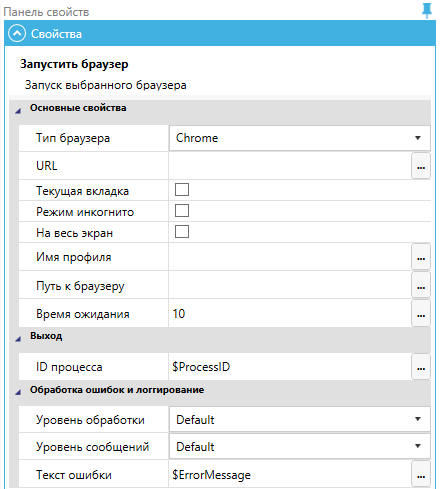 Панель свойств
Свойства
Запустить браузер
Запуск выбранного браузера
Основные свойства
Тип браузера Chrome
URL ...
Текущая вкладка
Режим инкогнито
На весь экран
Имя профиля ...
Путь к браузеру ...
Время ожидания 10 ...
Выход
ID процесса $ProcessID ...
Обработка ошибок и логгирование
Уровень обработки Default
Уровень сообщений Default
Текст ошибки $ErrorMessage ...